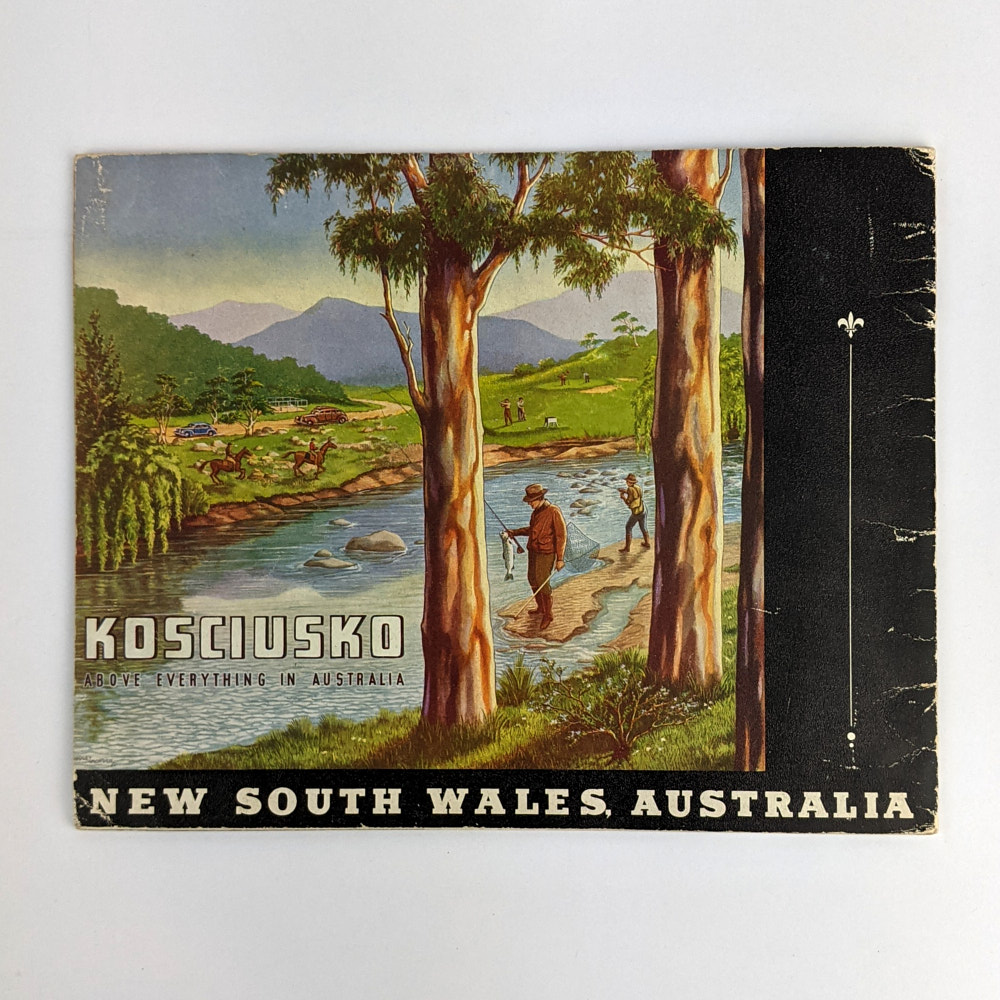 KOSCIUSKO
ABOVE EVERYTHING IN AUSTRALIA
NEW SOUTH WALES, AUSTRALIA